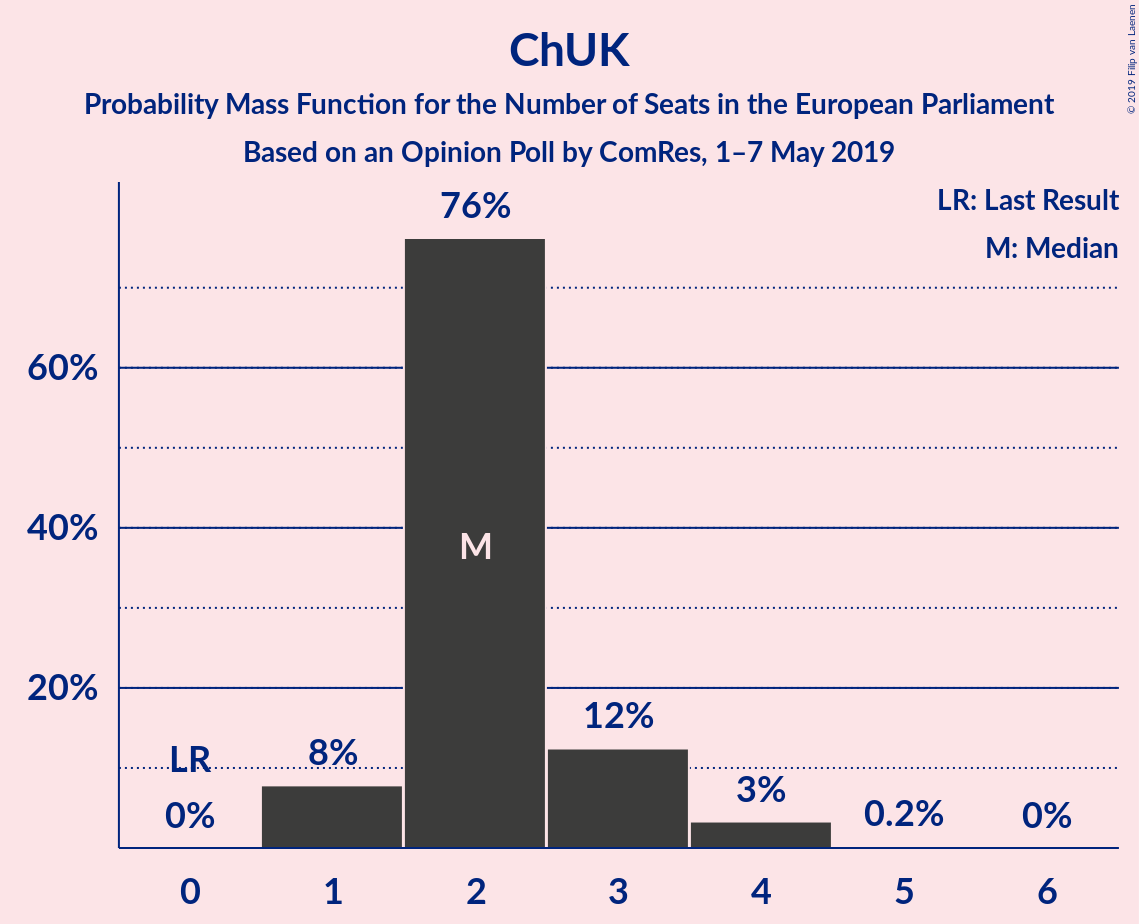 ChUK
Probability Mass Function for the Number of Seats in the European Parliament
Based on an Opinion Poll by ComRes, 1–7 May 2019
© 2019 Filip van Laenen
LR: Last Result
M: Median
76%
60%
40%
20%
M
LR
0%
8%
12%
3%
0.2%
0%
0 1 2 3 4 5 6